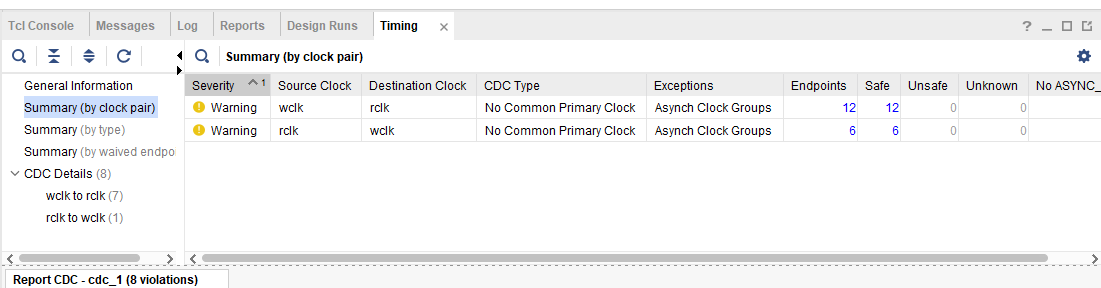 Tcl Console Messages Log Reports Design Runs Timing × ?
Summary (by clock pair)
General Information
Summary (by clock pair)
Summary (by type)
Summary (by waived endpo
CDC Details (8)
wclk to rclk (7)
rclk to wclk (1)
Severity 1 Source Clock Destination Clock CDC Type Exceptions Endpoints Safe Unsafe Unknown No ASYNC_
Warning wclk rclk No Common Primary Clock Asynch Clock Groups 12 12 0 0
Warning rclk wclk No Common Primary Clock Asynch Clock Groups 6 6 0 0
Report CDC - cdc_1 (8 violations)